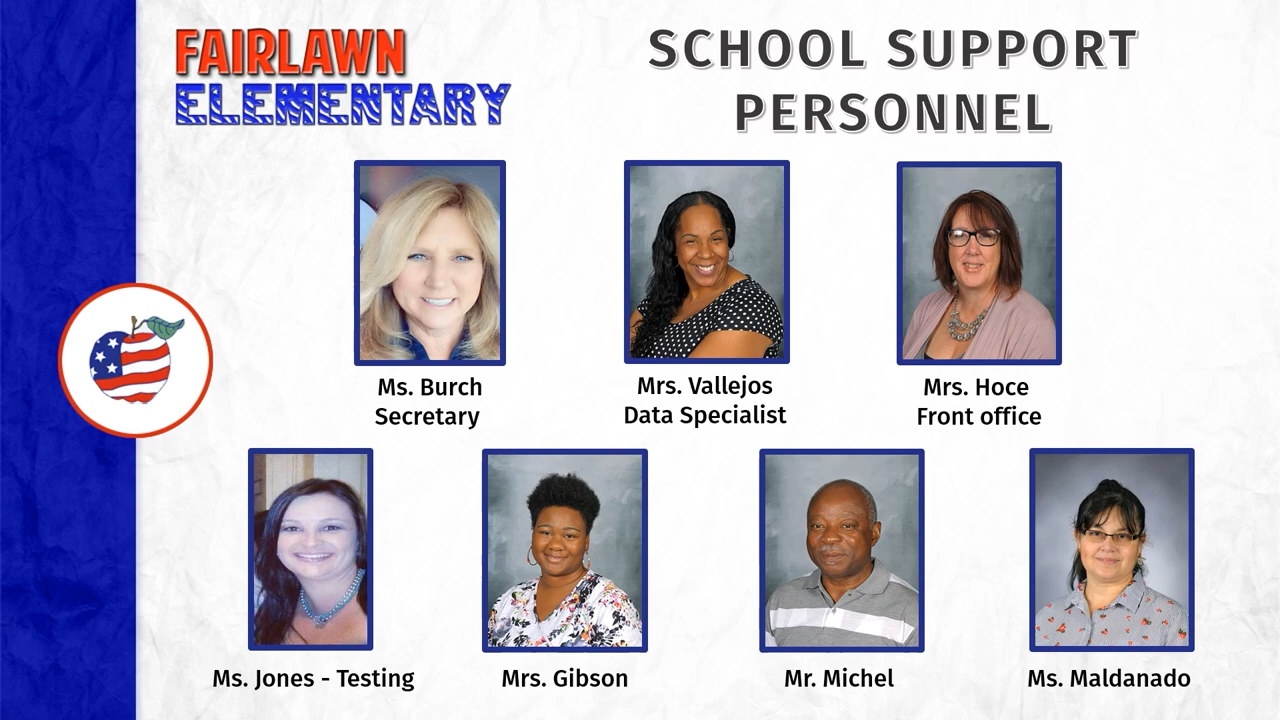 FAIRLAWN
ELEMENTARY
SCHOOL SUPPORT
PERSONNEL
Ms. Burch
Secretary
Mrs. Vallejos
Data Specialist
Mrs. Hoce
Front office
Ms. Jones - Testing
Mrs. Gibson
Mr. Michel
Ms. Maldanado